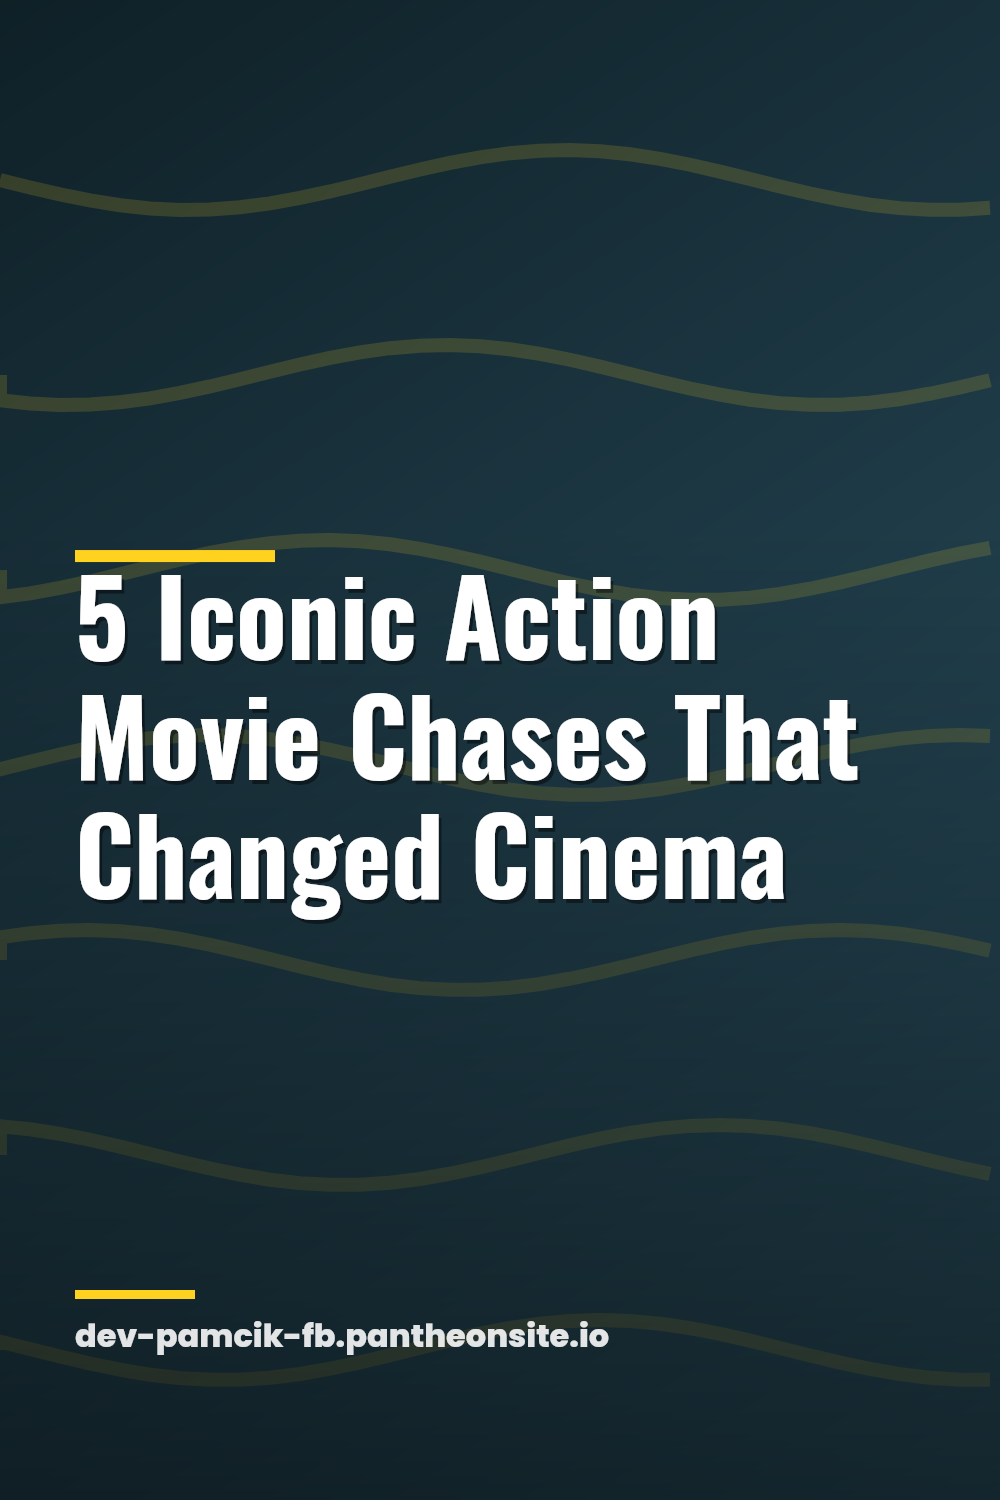 5 Iconic Action
Movie Chases That
Changed Cinema
dev-pamcik-fb.pantheonsite.io